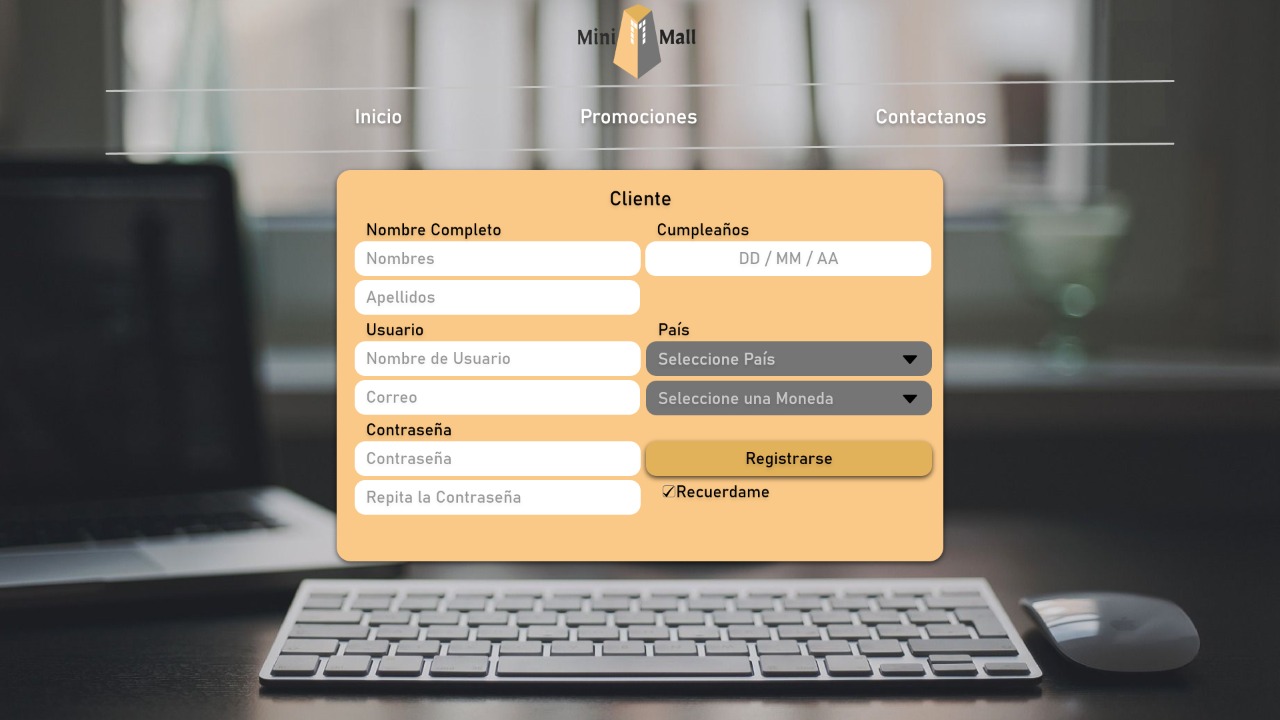 Mini Mall
Inicio Promociones Contactanos
Cliente
Nombre Completo Cumpleaños
Nombres DD / MM / AA
Apellidos
Usuario País
Nombre de Usuario Seleccione País
Correo Seleccione una Moneda
Contraseña
Contraseña Registrarse
Repita la Contraseña Recuerdame